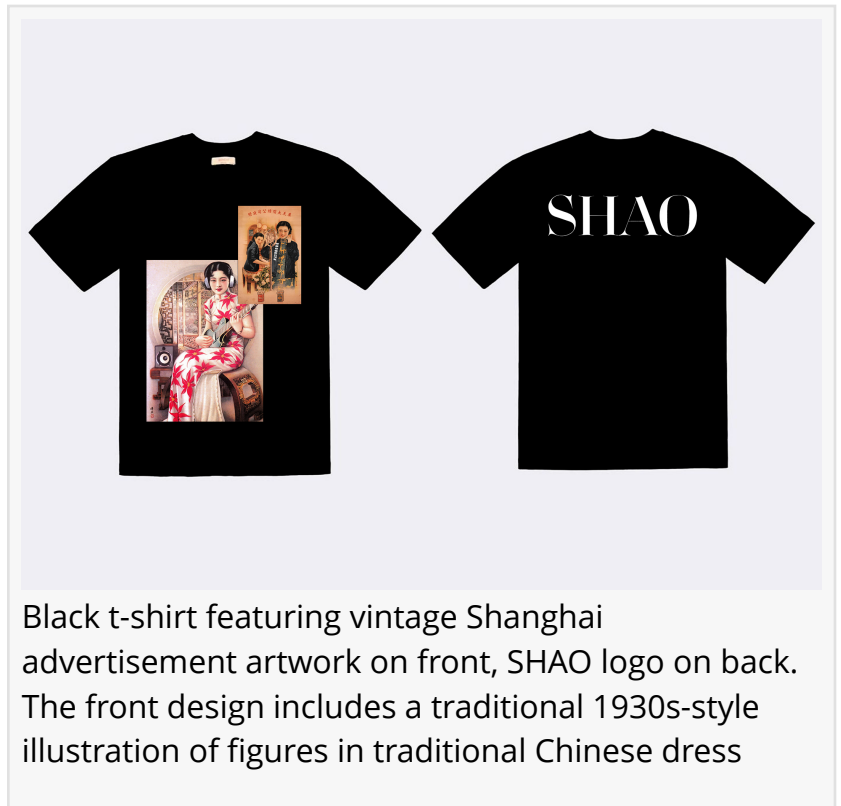 SHAO
Black t-shirt featuring vintage Shanghai
advertisement artwork on front, SHAO logo on back.
The front design includes a traditional 1930s-style
illustration of figures in traditional Chinese dress